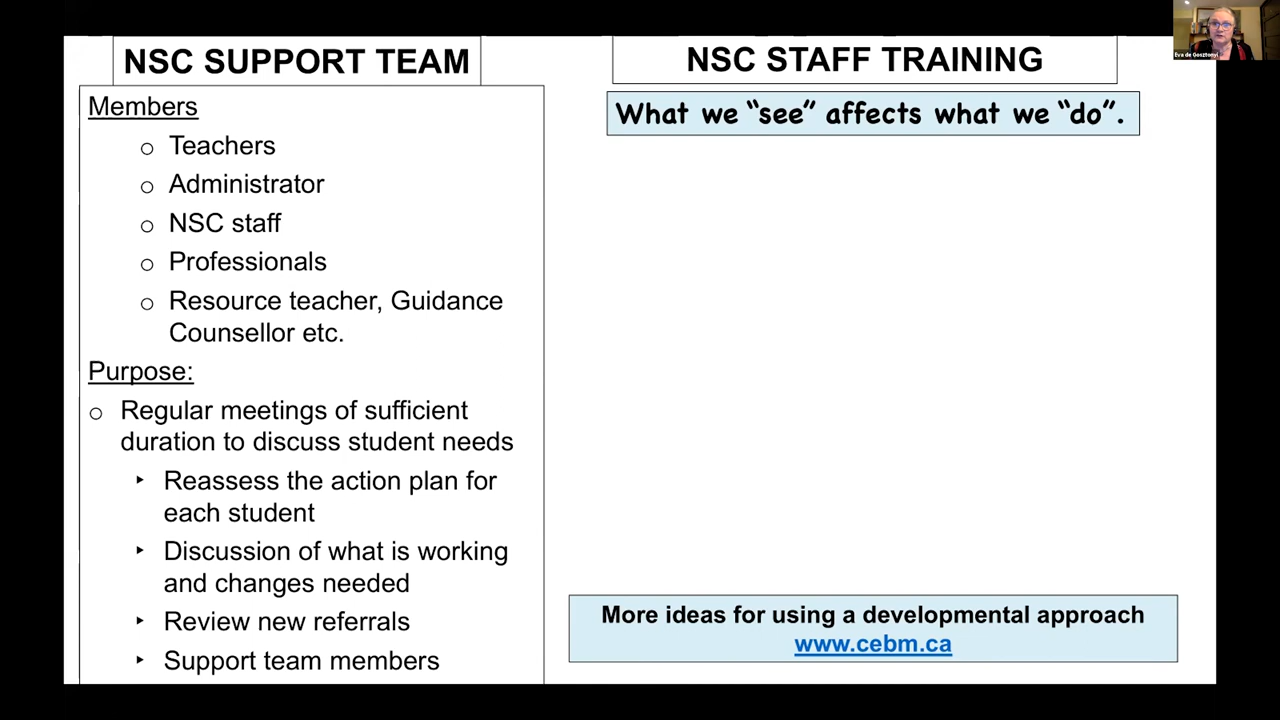 NSC SUPPORT TEAM
Members
o Teachers
o Administrator
o NSC staff
o Professionals
o Resource teacher, Guidance
Counsellor etc.
Purpose:
o Regular meetings of sufficient
duration to discuss student needs
‣ Reassess the action plan for
each student
‣ Discussion of what is working
and changes needed
‣ Review new referrals
‣ Support team members
NSC STAFF TRAINING
What we “see” affects what we “do”.
More ideas for using a developmental approach
www.cebm.ca
Eva de Gosztonyi